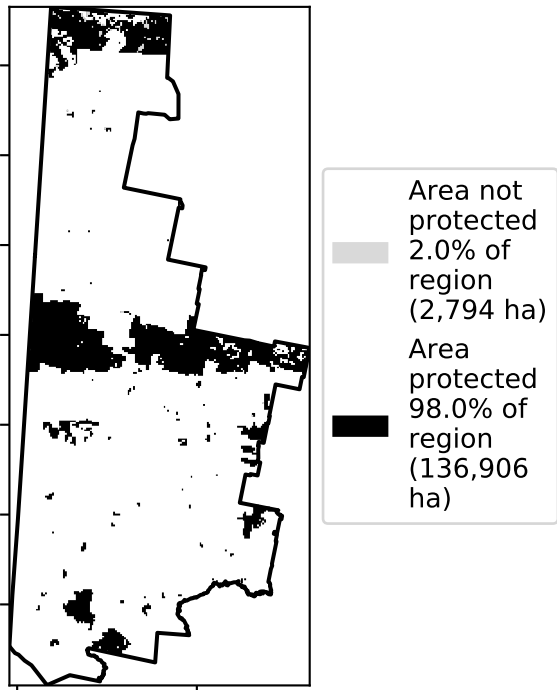 Area not
protected
2.0% of
region
(2,794 ha)
Area
protected
98.0% of
region
(136,906
ha)